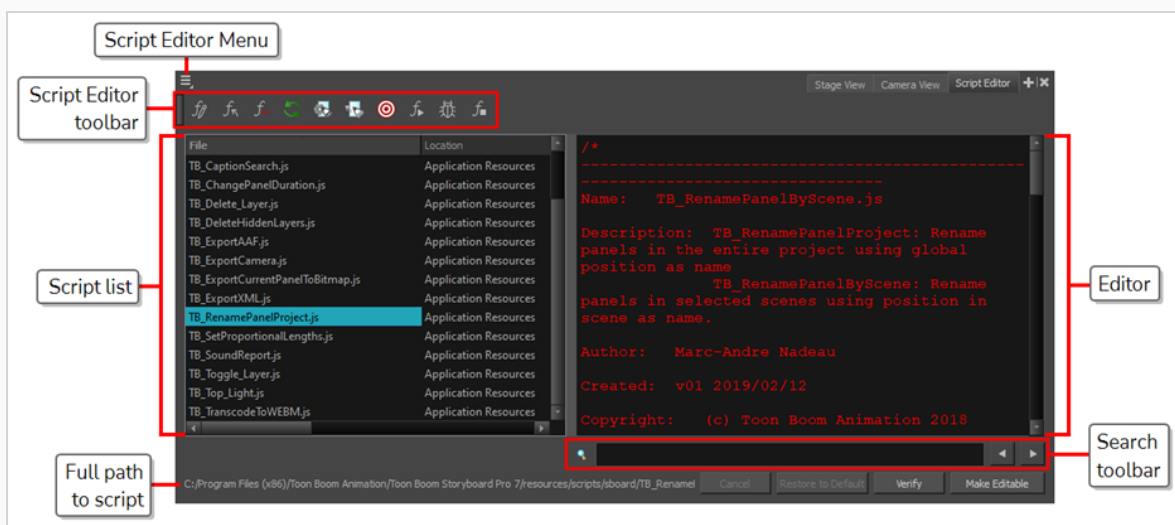 Script Editor Menu
Script Editor
toolbar
Stage View Camera View Script Editor
File Location
TB_CaptionSearch.js Application Resources
TB_ChangePanelDuration.js Application Resources
TB_Delete_Layer.js Application Resources
TB_DeleteHiddenLayers.js Application Resources
TB_ExportAAF.js Application Resources
TB_ExportCamera.js Application Resources
TB_ExportCurrentPanelToBitmap.js Application Resources
TB_ExportXML.js Application Resources
TB_RenamePanelProject.js Application Resources
TB_SetProportionalLengths.js Application Resources
TB_SoundReport.js Application Resources
TB_Toggle_Layer.js Application Resources
TB_Top_Light.js Application Resources
TB_TranscodeToWEBM.js Application Resources
Script list
/*
-----------------------------------------------
--------------------------------
Name: TB_RenamePanelByScene.js
Description: TB_RenamePanelProject: Rename
panels in the entire project using global
position as name
TB_RenamePanelByScene: Rename
panels in selected scenes using position in
scene as name.
Author: Marc-Andre Nadeau
Created: v01 2019/02/12
Copyright: (c) Toon Boom Animation 2018
Editor
Search
toolbar
Full path
to script
C:/Program Files (x86)/Toon Boom Animation/Toon Boom Storyboard Pro 7/resources/scripts/sboard/TB_Renamel
Cancel Restore to Default Verify Make Editable